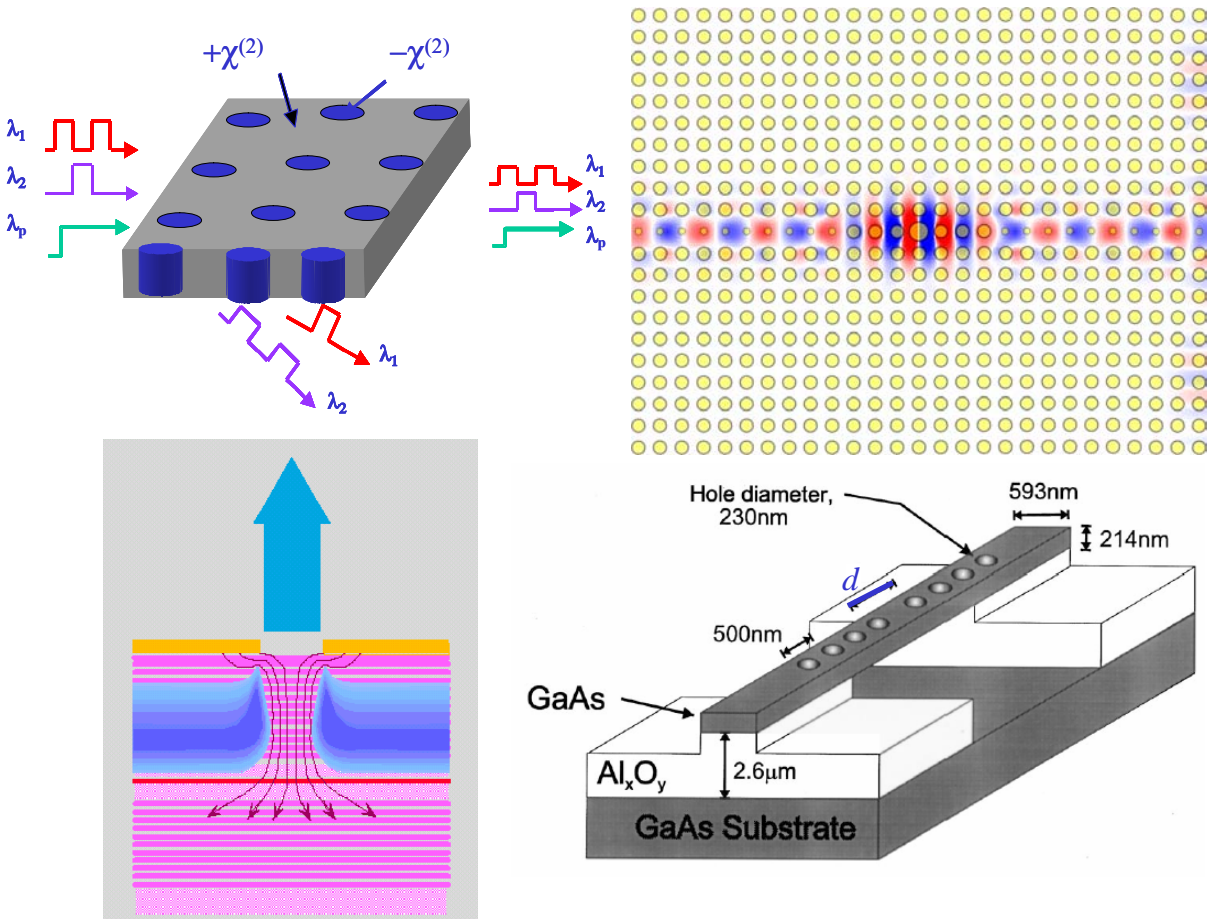 +χ(2)
−χ(2)
λ1
λ2
λp
λ1
λ2
λp
λ1
λ2
Hole diameter,
230nm
593nm
214nm
d
500nm
GaAs
AlxOy
2.6μm
GaAs Substrate